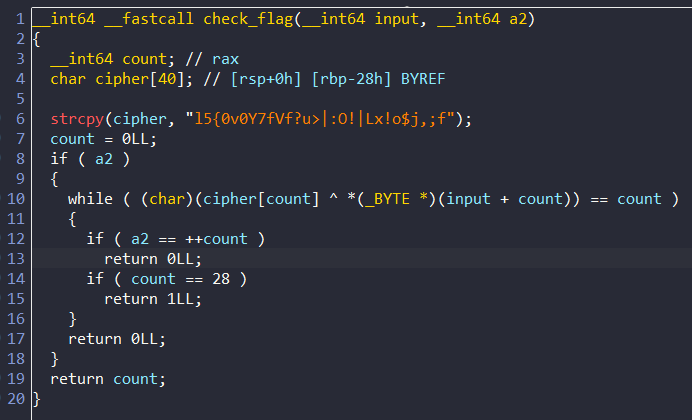 1 __int64 __fastcall check_flag(__int64 input, __int64 a2)
2 {
3   __int64 count; // rax
4   char cipher[40]; // [rsp+0h] [rbp-28h] BYREF
5
6   strcpy(cipher, "l5{0v0Y7fVf?u>|:O!|Lx!o$j,;f");
7   count = 0LL;
8   if ( a2 )
9   {
10     while ( (char)(cipher[count] ^ *(_BYTE *)(input + count)) == count )
11     {
12       if ( a2 == ++count )
13         return 0LL;
14       if ( count == 28 )
15         return 1LL;
16     }
17     return 0LL;
18   }
19   return count;
20 }